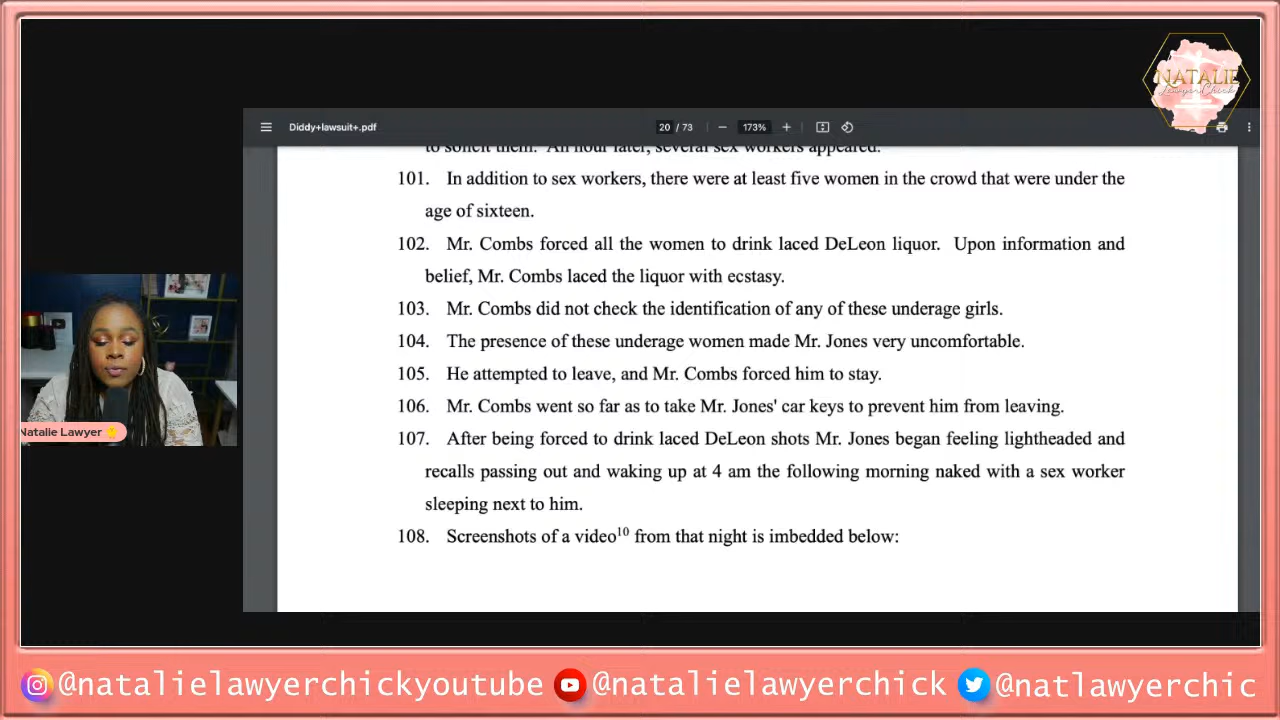 NATALIE
LawyerChick
Diddy+lawsuit+.pdf
20 / 73
173%
to solicit them. An hour later, several sex workers appeared.
101. In addition to sex workers, there were at least five women in the crowd that were under the
age of sixteen.
102. Mr. Combs forced all the women to drink laced DeLeon liquor. Upon information and
belief, Mr. Combs laced the liquor with ecstasy.
103. Mr. Combs did not check the identification of any of these underage girls.
104. The presence of these underage women made Mr. Jones very uncomfortable.
105. He attempted to leave, and Mr. Combs forced him to stay.
106. Mr. Combs went so far as to take Mr. Jones' car keys to prevent him from leaving.
107. After being forced to drink laced DeLeon shots Mr. Jones began feeling lightheaded and
recalls passing out and waking up at 4 am the following morning naked with a sex worker
sleeping next to him.
108. Screenshots of a video10 from that night is imbedded below:
Natalie Lawyer
@natalielawyerchickyoutube @natalielawyerchick @natlawyerchic